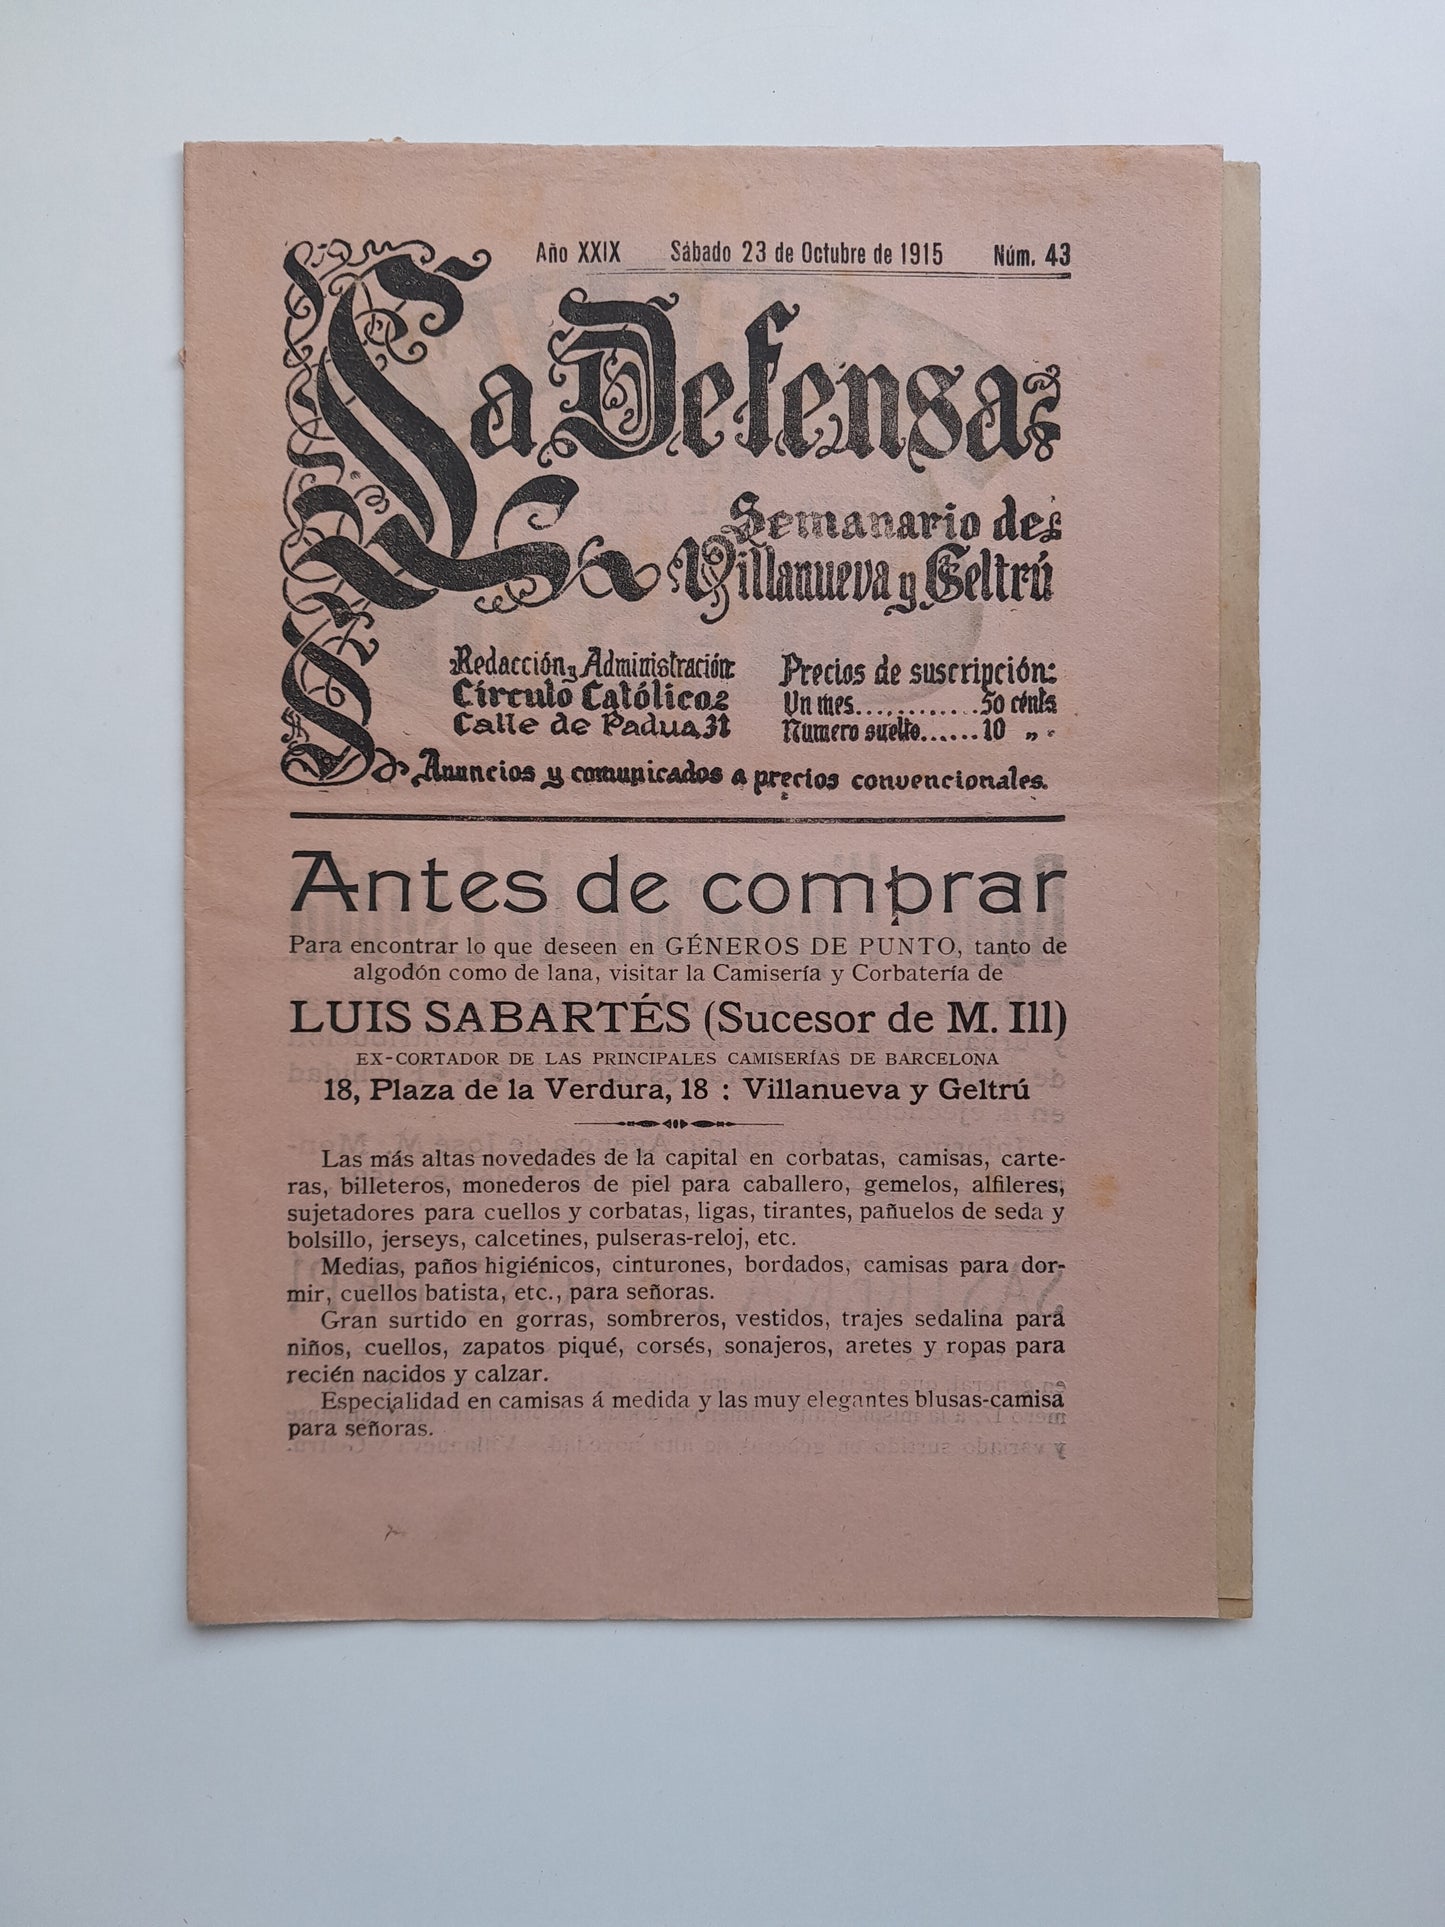 Año XXIX Sábado 23 de Octubre de 1915 Núm. 43
La Defensa
Semanario de
Villanueva y Geltrú
Redacción y Administración:
Círculo Católico
Calle de Padua, 31
Precios de suscripción:
Un mes............50 cénts
Numero suelto......10 „
Anuncios y comunicados a precios convencionales.
Antes de comprar
Para encontrar lo que deseen en GÉNEROS DE PUNTO, tanto de
algodón como de lana, visitar la Camisería y Corbatería de
LUIS SABARTÉS (Sucesor de M. Ill)
EX-CORTADOR DE LAS PRINCIPALES CAMISERÍAS DE BARCELONA
18, Plaza de la Verdura, 18 : Villanueva y Geltrú
Las más altas novedades de la capital en corbatas, camisas, carte-
ras, billeteros, monederos de piel para caballero, gemelos, alfileres,
sujetadores para cuellos y corbatas, ligas, tirantes, pañuelos de seda y
bolsillo, jerseys, calcetines, pulseras-reloj, etc.
Medias, paños higiénicos, cinturones, bordados, camisas para dor-
mir, cuellos batista, etc., para señoras.
Gran surtido en gorras, sombreros, vestidos, trajes sedalina para
niños, cuellos, zapatos piqué, corsés, sonajeros, aretes y ropas para
recién nacidos y calzar.
Especialidad en camisas á medida y las muy elegantes blusas-camisa
para señoras.